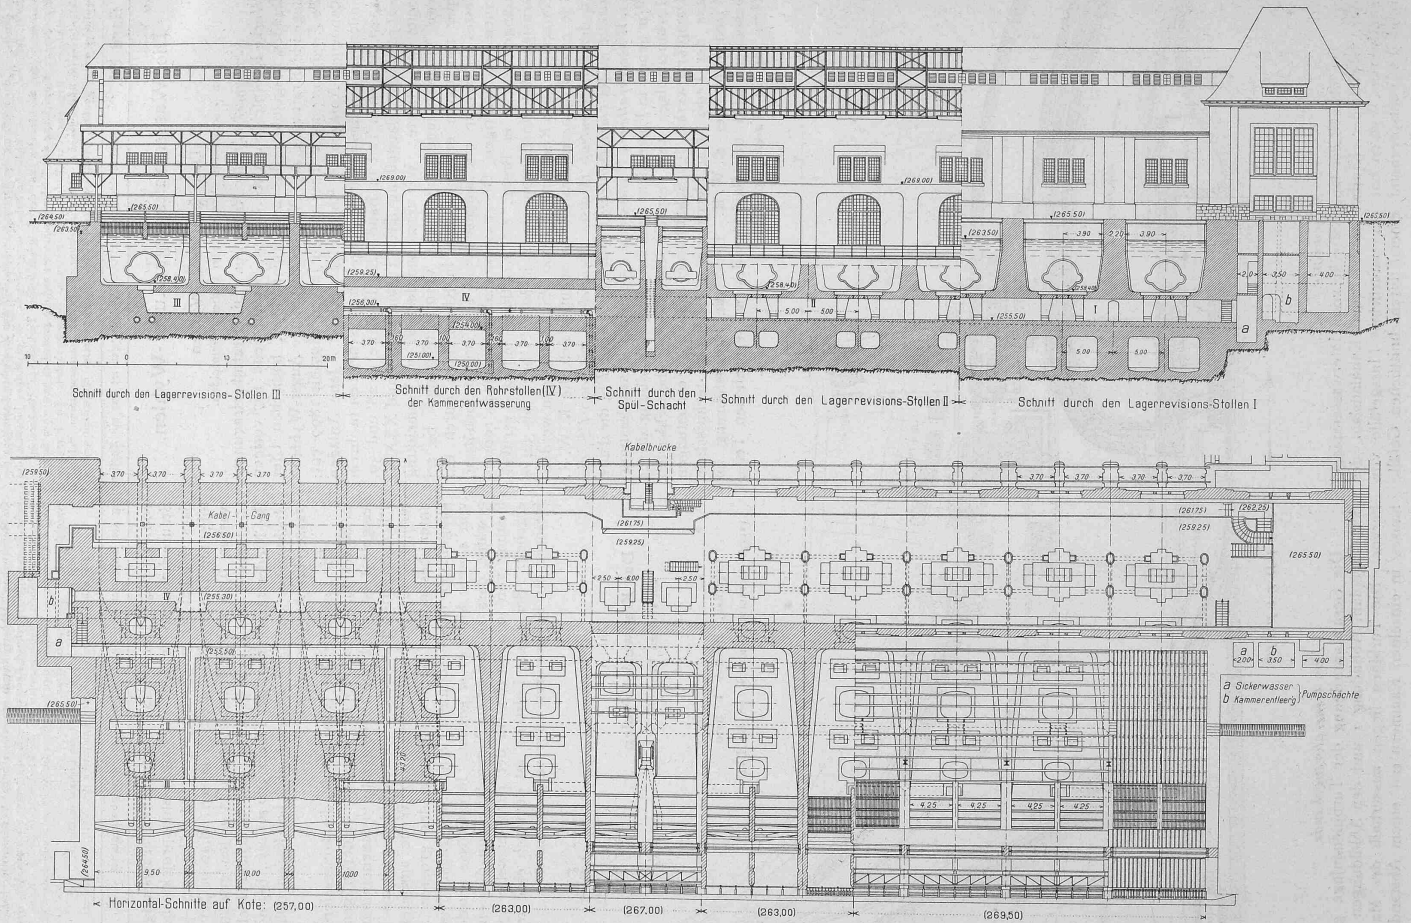 (269.00)
(269.00)
(264.50)
(265.50)
(265.50)
(265.50)
(265.50)
(263.50)
(263.50)
3.90
2.20
3.90
(258.40)
(259.25)
(258.40)
(258.40)
2.0
3.50
4.00
III
(256.30)
IV
II
5.00
5.00
I
(255.50)
a
b
(254.00)
3.70
3.70
3.70
3.70
3.70
(251.00)
(250.00)
5.00
5.00
10
0
10
20m
Schnitt durch den Lagerrevisions-Stollen III
Schnitt durch den Rohrstollen (IV)
der Kammerentwässerung
Schnitt durch den
Spül-Schacht
Schnitt durch den Lagerrevisions-Stollen II
Schnitt durch den Lagerrevisions-Stollen I
Kabelbrücke
(259.50)
3.70
3.70
3.70
3.70
3.70
3.70
3.70
3.70
Kabel-Gang
(256.50)
(261.75)
(259.25)
(261.75)
(262.25)
(259.25)
(265.50)
2.50
6.00
2.50
b
IV
(255.30)
a
I
(255.50)
a
b
2.00
3.50
4.00
a Sickerwasser
b Kammerentleerg
Pumpschächte
(265.50)
II
47.20
III
4.25
4.25
4.25
4.25
(264.50)
9.50
10.00
10.00
Horizontal-Schnitte auf Kote: (257,00)
(263,00)
(267.00)
(263,00)
(269,50)